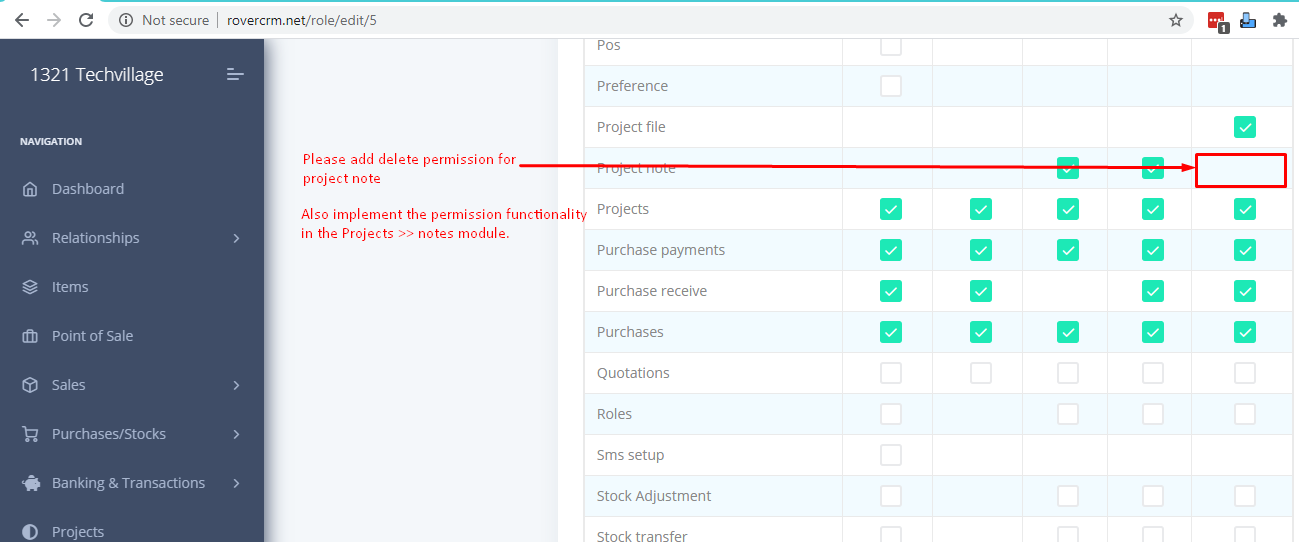 Not secure
rovercrm.net/role/edit/5
1
1321 Techvillage
NAVIGATION
Dashboard
Relationships
Items
Point of Sale
Sales
Purchases/Stocks
Banking & Transactions
Projects
Please add delete permission for
project note
Also implement the permission functionality
in the Projects >> notes module.
Pos
Preference
Project file
Project note
Projects
Purchase payments
Purchase receive
Purchases
Quotations
Roles
Sms setup
Stock Adjustment
Stock transfer